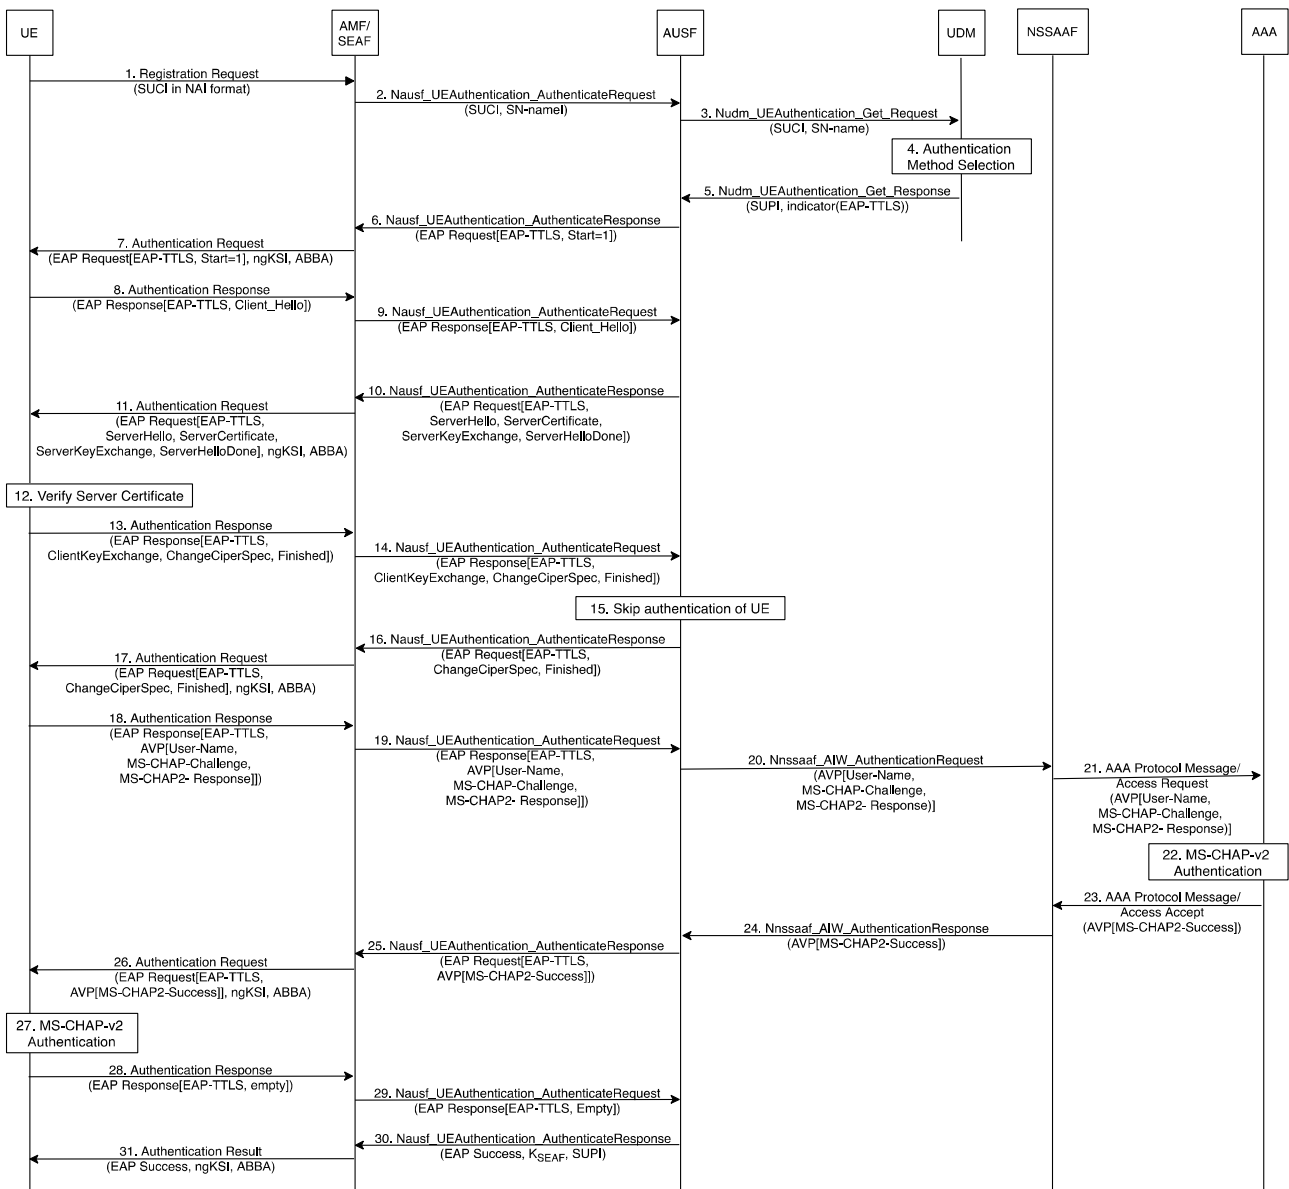 UE
AMF/
SEAF
AUSF
UDM
NSSAAF
AAA
1. Registration Request
(SUCI in NAI format)
2. Nausf_UEAuthentication_AuthenticateRequest
(SUCI, SN-nameI)
3. Nudm_UEAuthentication_Get_Request
(SUCI, SN-name)
4. Authentication
Method Selection
5. Nudm_UEAuthentication_Get_Response
(SUPI, indicator(EAP-TTLS))
6. Nausf_UEAuthentication_AuthenticateResponse
(EAP Request[EAP-TTLS, Start=1])
7. Authentication Request
(EAP Request[EAP-TTLS, Start=1], ngKSI, ABBA)
8. Authentication Response
(EAP Response[EAP-TTLS, Client_Hello])
9. Nausf_UEAuthentication_AuthenticateRequest
(EAP Response[EAP-TTLS, Client_Hello])
10. Nausf_UEAuthentication_AuthenticateResponse
(EAP Request[EAP-TTLS,
ServerHello, ServerCertificate,
ServerKeyExchange, ServerHelloDone])
11. Authentication Request
(EAP Request[EAP-TTLS,
ServerHello, ServerCertificate,
ServerKeyExchange, ServerHelloDone], ngKSI, ABBA)
12. Verify Server Certificate
13. Authentication Response
(EAP Response[EAP-TTLS,
ClientKeyExchange, ChangeCiperSpec, Finished])
14. Nausf_UEAuthentication_AuthenticateRequest
(EAP Response[EAP-TTLS,
ClientKeyExchange, ChangeCiperSpec, Finished])
15. Skip authentication of UE
16. Nausf_UEAuthentication_AuthenticateResponse
(EAP Request[EAP-TTLS,
ChangeCiperSpec, Finished])
17. Authentication Request
(EAP Request[EAP-TTLS,
ChangeCiperSpec, Finished], ngKSI, ABBA)
18. Authentication Response
(EAP Response[EAP-TTLS,
AVP[User-Name,
MS-CHAP-Challenge,
MS-CHAP2- Response]])
19. Nausf_UEAuthentication_AuthenticateRequest
(EAP Response[EAP-TTLS,
AVP[User-Name,
MS-CHAP-Challenge,
MS-CHAP2- Response]])
20. Nnssaaf_AIW_AuthenticationRequest
(AVP[User-Name,
MS-CHAP-Challenge,
MS-CHAP2- Response)]
21. AAA Protocol Message/
Access Request
(AVP[User-Name,
MS-CHAP-Challenge,
MS-CHAP2- Response)]
22. MS-CHAP-v2
Authentication
23. AAA Protocol Message/
Access Accept
(AVP[MS-CHAP2-Success])
24. Nnssaaf_AIW_AuthenticationResponse
(AVP[MS-CHAP2-Success])
25. Nausf_UEAuthentication_AuthenticateResponse
(EAP Request[EAP-TTLS,
AVP[MS-CHAP2-Success]])
26. Authentication Request
(EAP Request[EAP-TTLS,
AVP[MS-CHAP2-Success]], ngKSI, ABBA)
27. MS-CHAP-v2
Authentication
28. Authentication Response
(EAP Response[EAP-TTLS, empty])
29. Nausf_UEAuthentication_AuthenticateRequest
(EAP Response[EAP-TTLS, Empty])
30. Nausf_UEAuthentication_AuthenticateResponse
(EAP Success, KSEAF, SUPI)
31. Authentication Result
(EAP Success, ngKSI, ABBA)